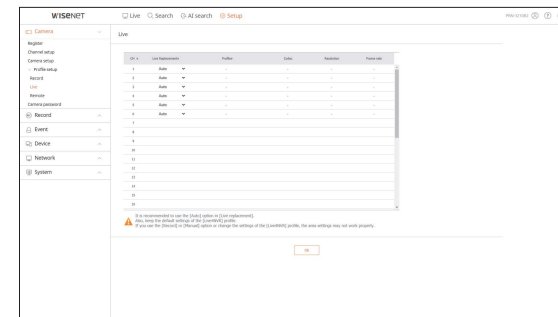 WISENET
Live Search AI search Setup
Camera
Register
Channel setup
Camera setup
- Profile setup
Record
Live
Remote
Camera password
Record
Event
Device
Network
System
Live
Live Replacement Profiles Codec Resolution Frame rate
1 Auto - - - -
2 Auto - - - -
3 Auto - - - -
4 Auto - - - -
5 Auto - - - -
6 Auto - - - -
7
8
9
10
11
12
13
14
15
16
It is recommended to use the [Auto] option in [Live replacement].
Also, keep the default settings of the [Live4NVR] profile.
If you use the [Record] or [Manual] option or change the settings of the [Live4NVR] profile, the area settings may not work properly.
OK